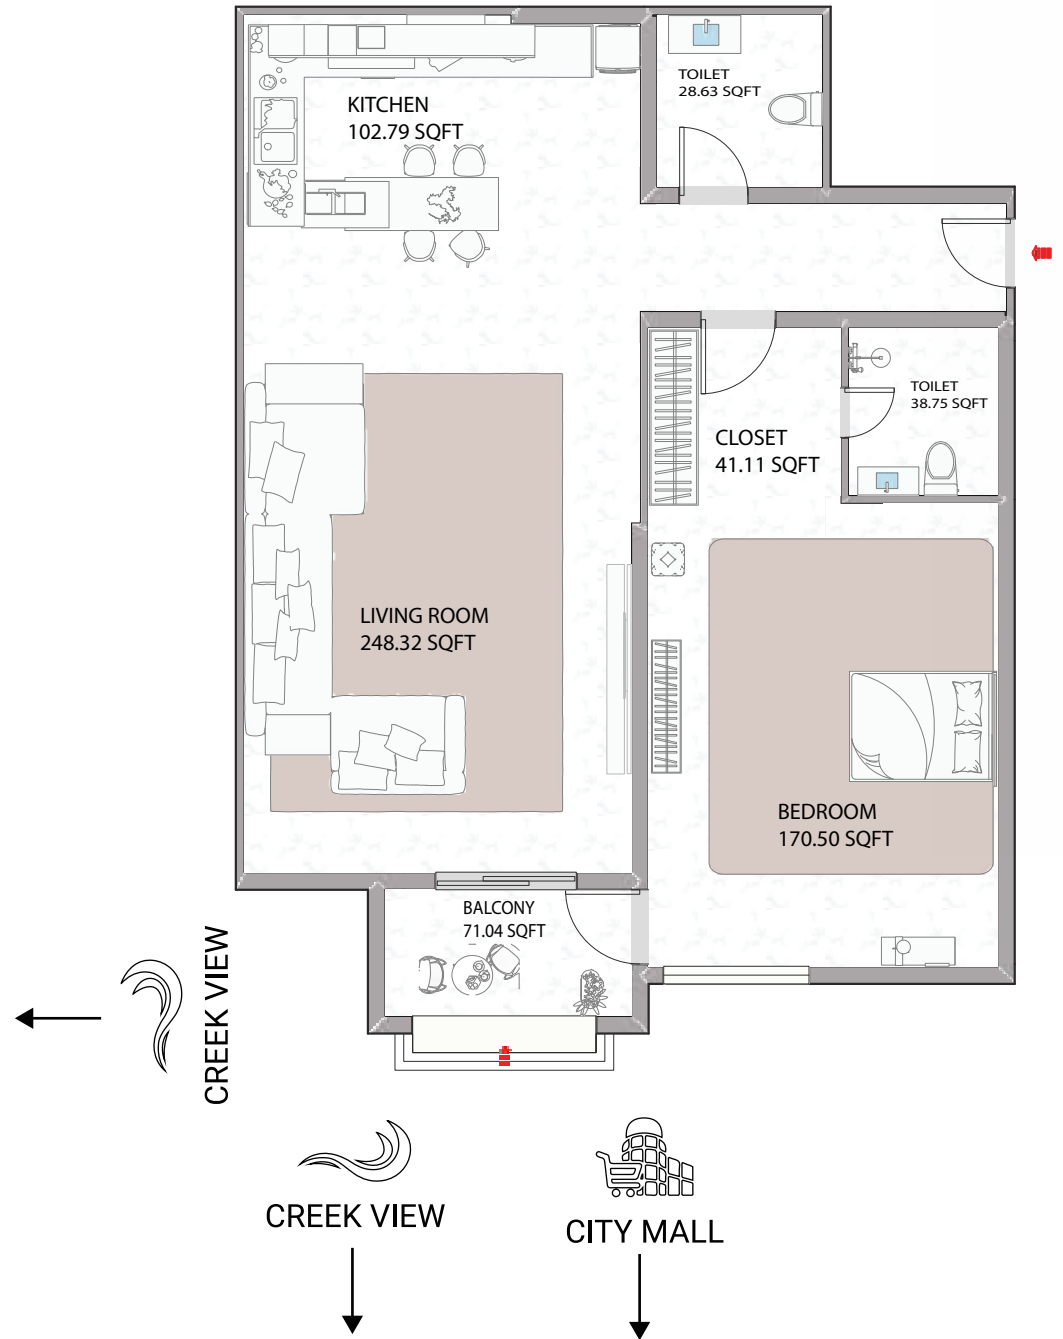 TOILET
28.63 SQFT
KITCHEN
102.79 SQFT
TOILET
38.75 SQFT
CLOSET
41.11 SQFT
LIVING ROOM
248.32 SQFT
BEDROOM
170.50 SQFT
BALCONY
71.04 SQFT
CREEK VIEW
CREEK VIEW
CITY MALL